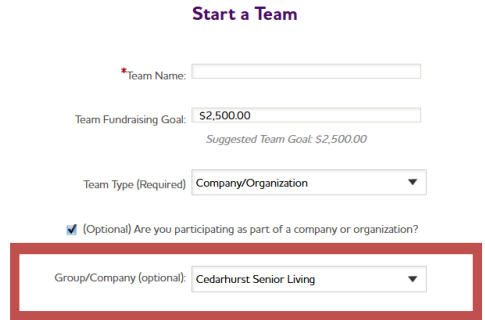 Start a Team
*Team Name:
Team Fundraising Goal: $2,500.00
Suggested Team Goal: $2,500.00
Team Type (Required) Company/Organization
(Optional) Are you participating as part of a company or organization?
Group/Company (optional): Cedarhurst Senior Living